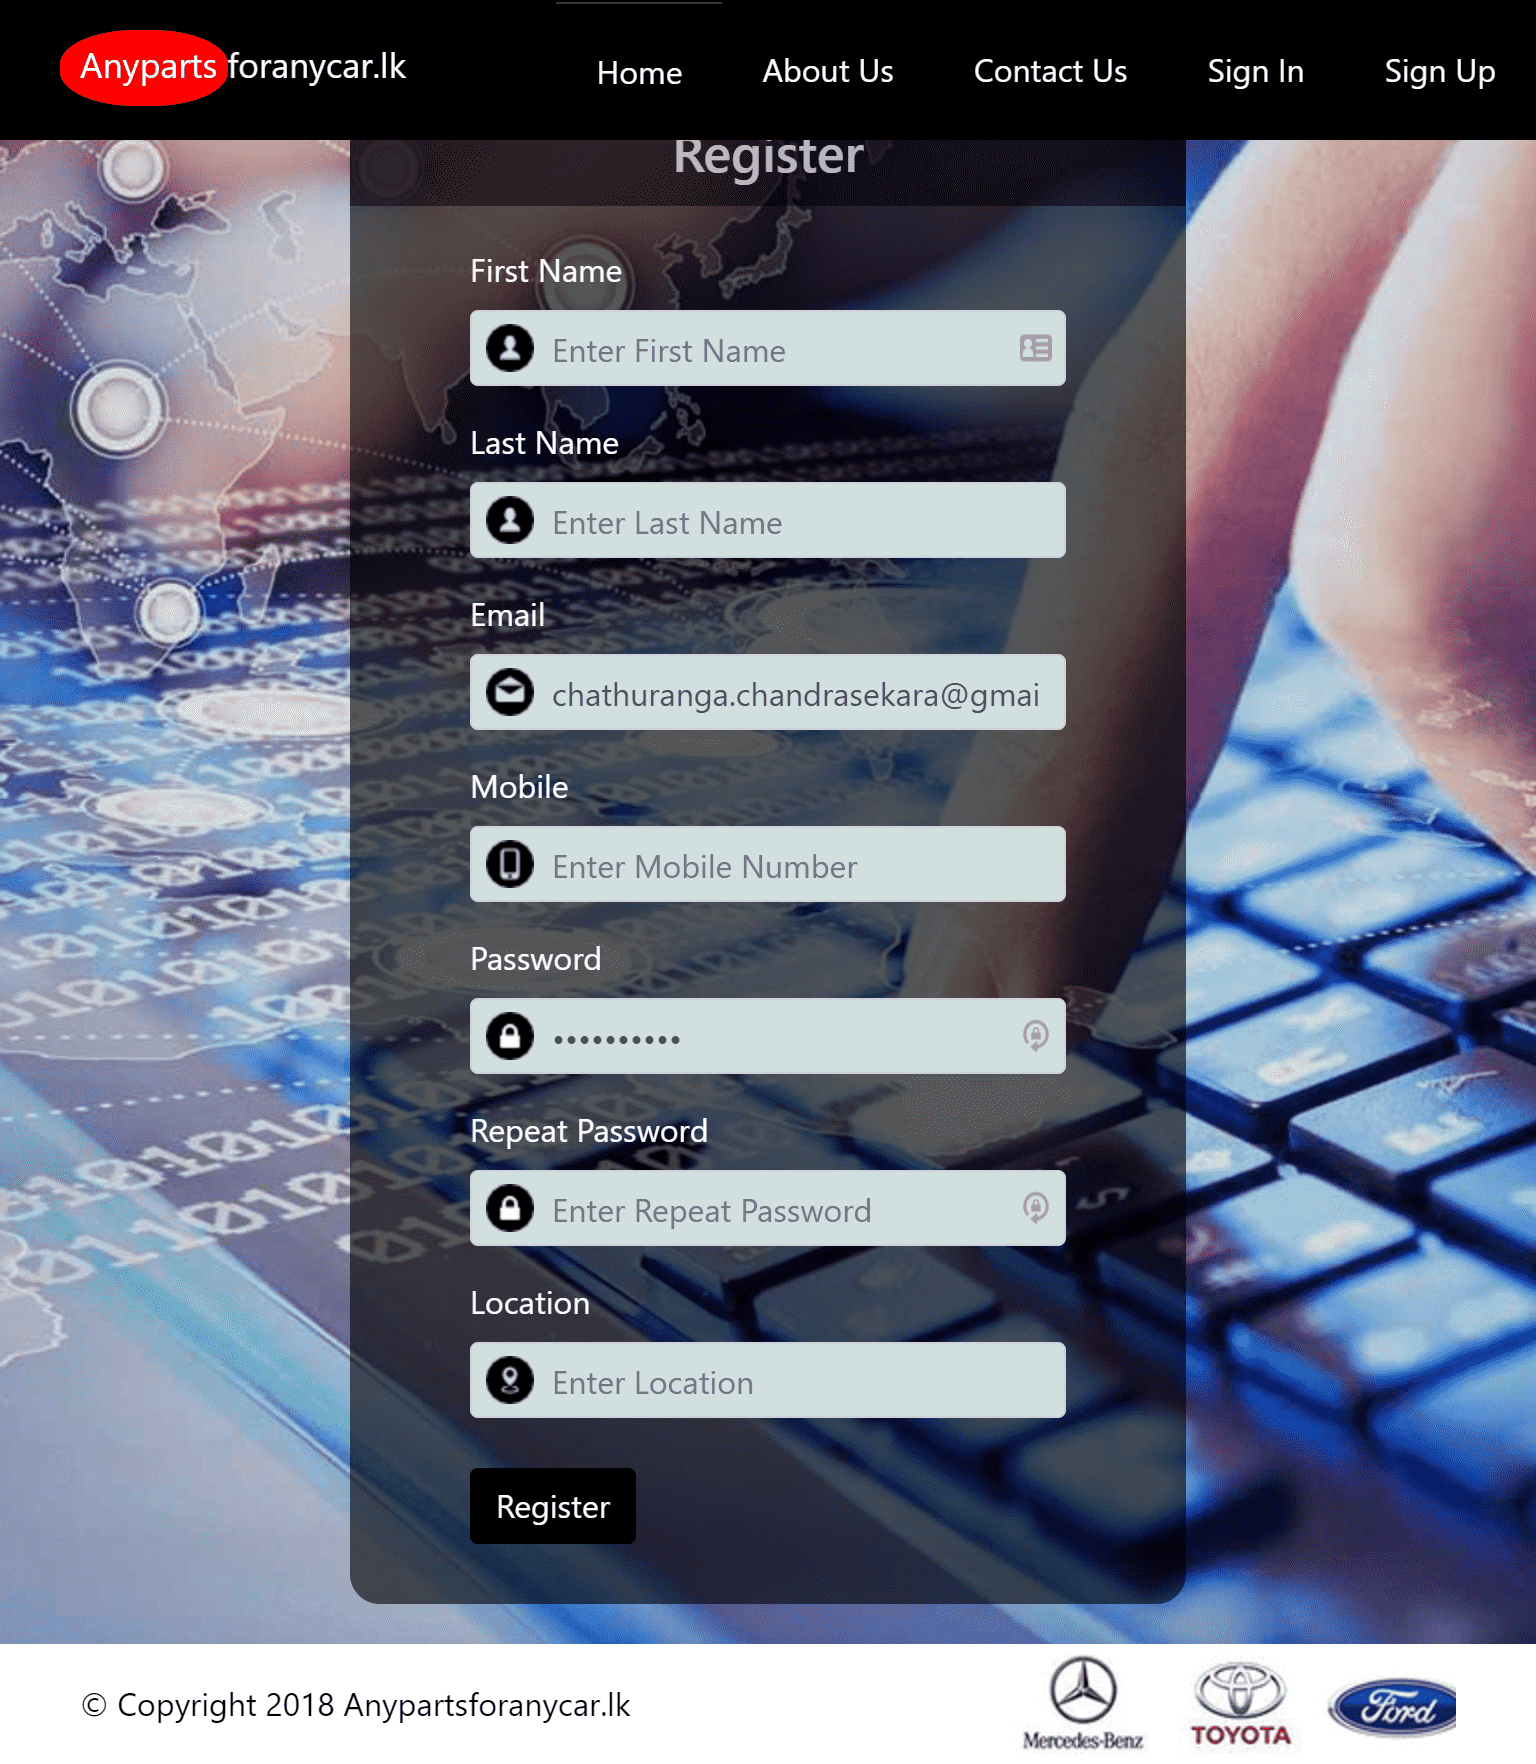 Anyparts foranycar.lk
Home About Us Contact Us Sign In Sign Up
Register
First Name
Enter First Name
Last Name
Enter Last Name
Email
chathuranga.chandrasekara@gmai
Mobile
Enter Mobile Number
Password
••••••••••
Repeat Password
Enter Repeat Password
Location
Enter Location
Register
© Copyright 2018 Anypartsforanycar.lk
Mercedes-Benz
TOYOTA
Ford